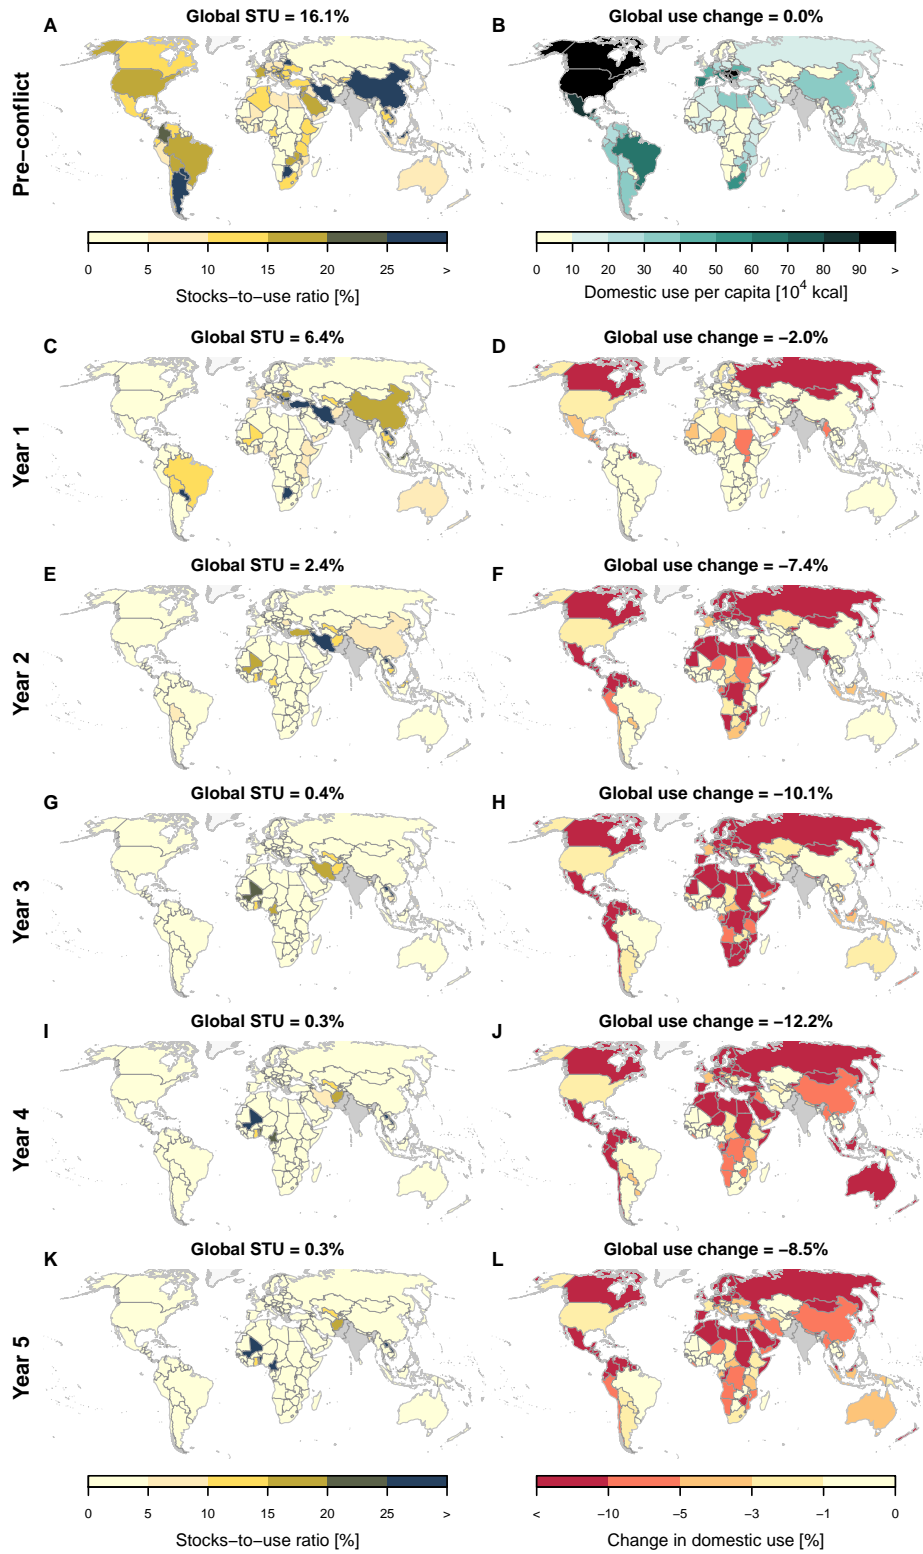 A Global STU = 16.1%
B Global use change = 0.0%
Pre−conflict
0 5 10 15 20 25 >
Stocks−to−use ratio [%]
0 10 20 30 40 50 60 70 80 90 >
Domestic use per capita [10^4 kcal]
C Global STU = 6.4%
D Global use change = −2.0%
Year 1
E Global STU = 2.4%
F Global use change = −7.4%
Year 2
G Global STU = 0.4%
H Global use change = −10.1%
Year 3
I Global STU = 0.3%
J Global use change = −12.2%
Year 4
K Global STU = 0.3%
L Global use change = −8.5%
Year 5
0 5 10 15 20 25 >
Stocks−to−use ratio [%]
< −10 −5 −3 −1 0
Change in domestic use [%]